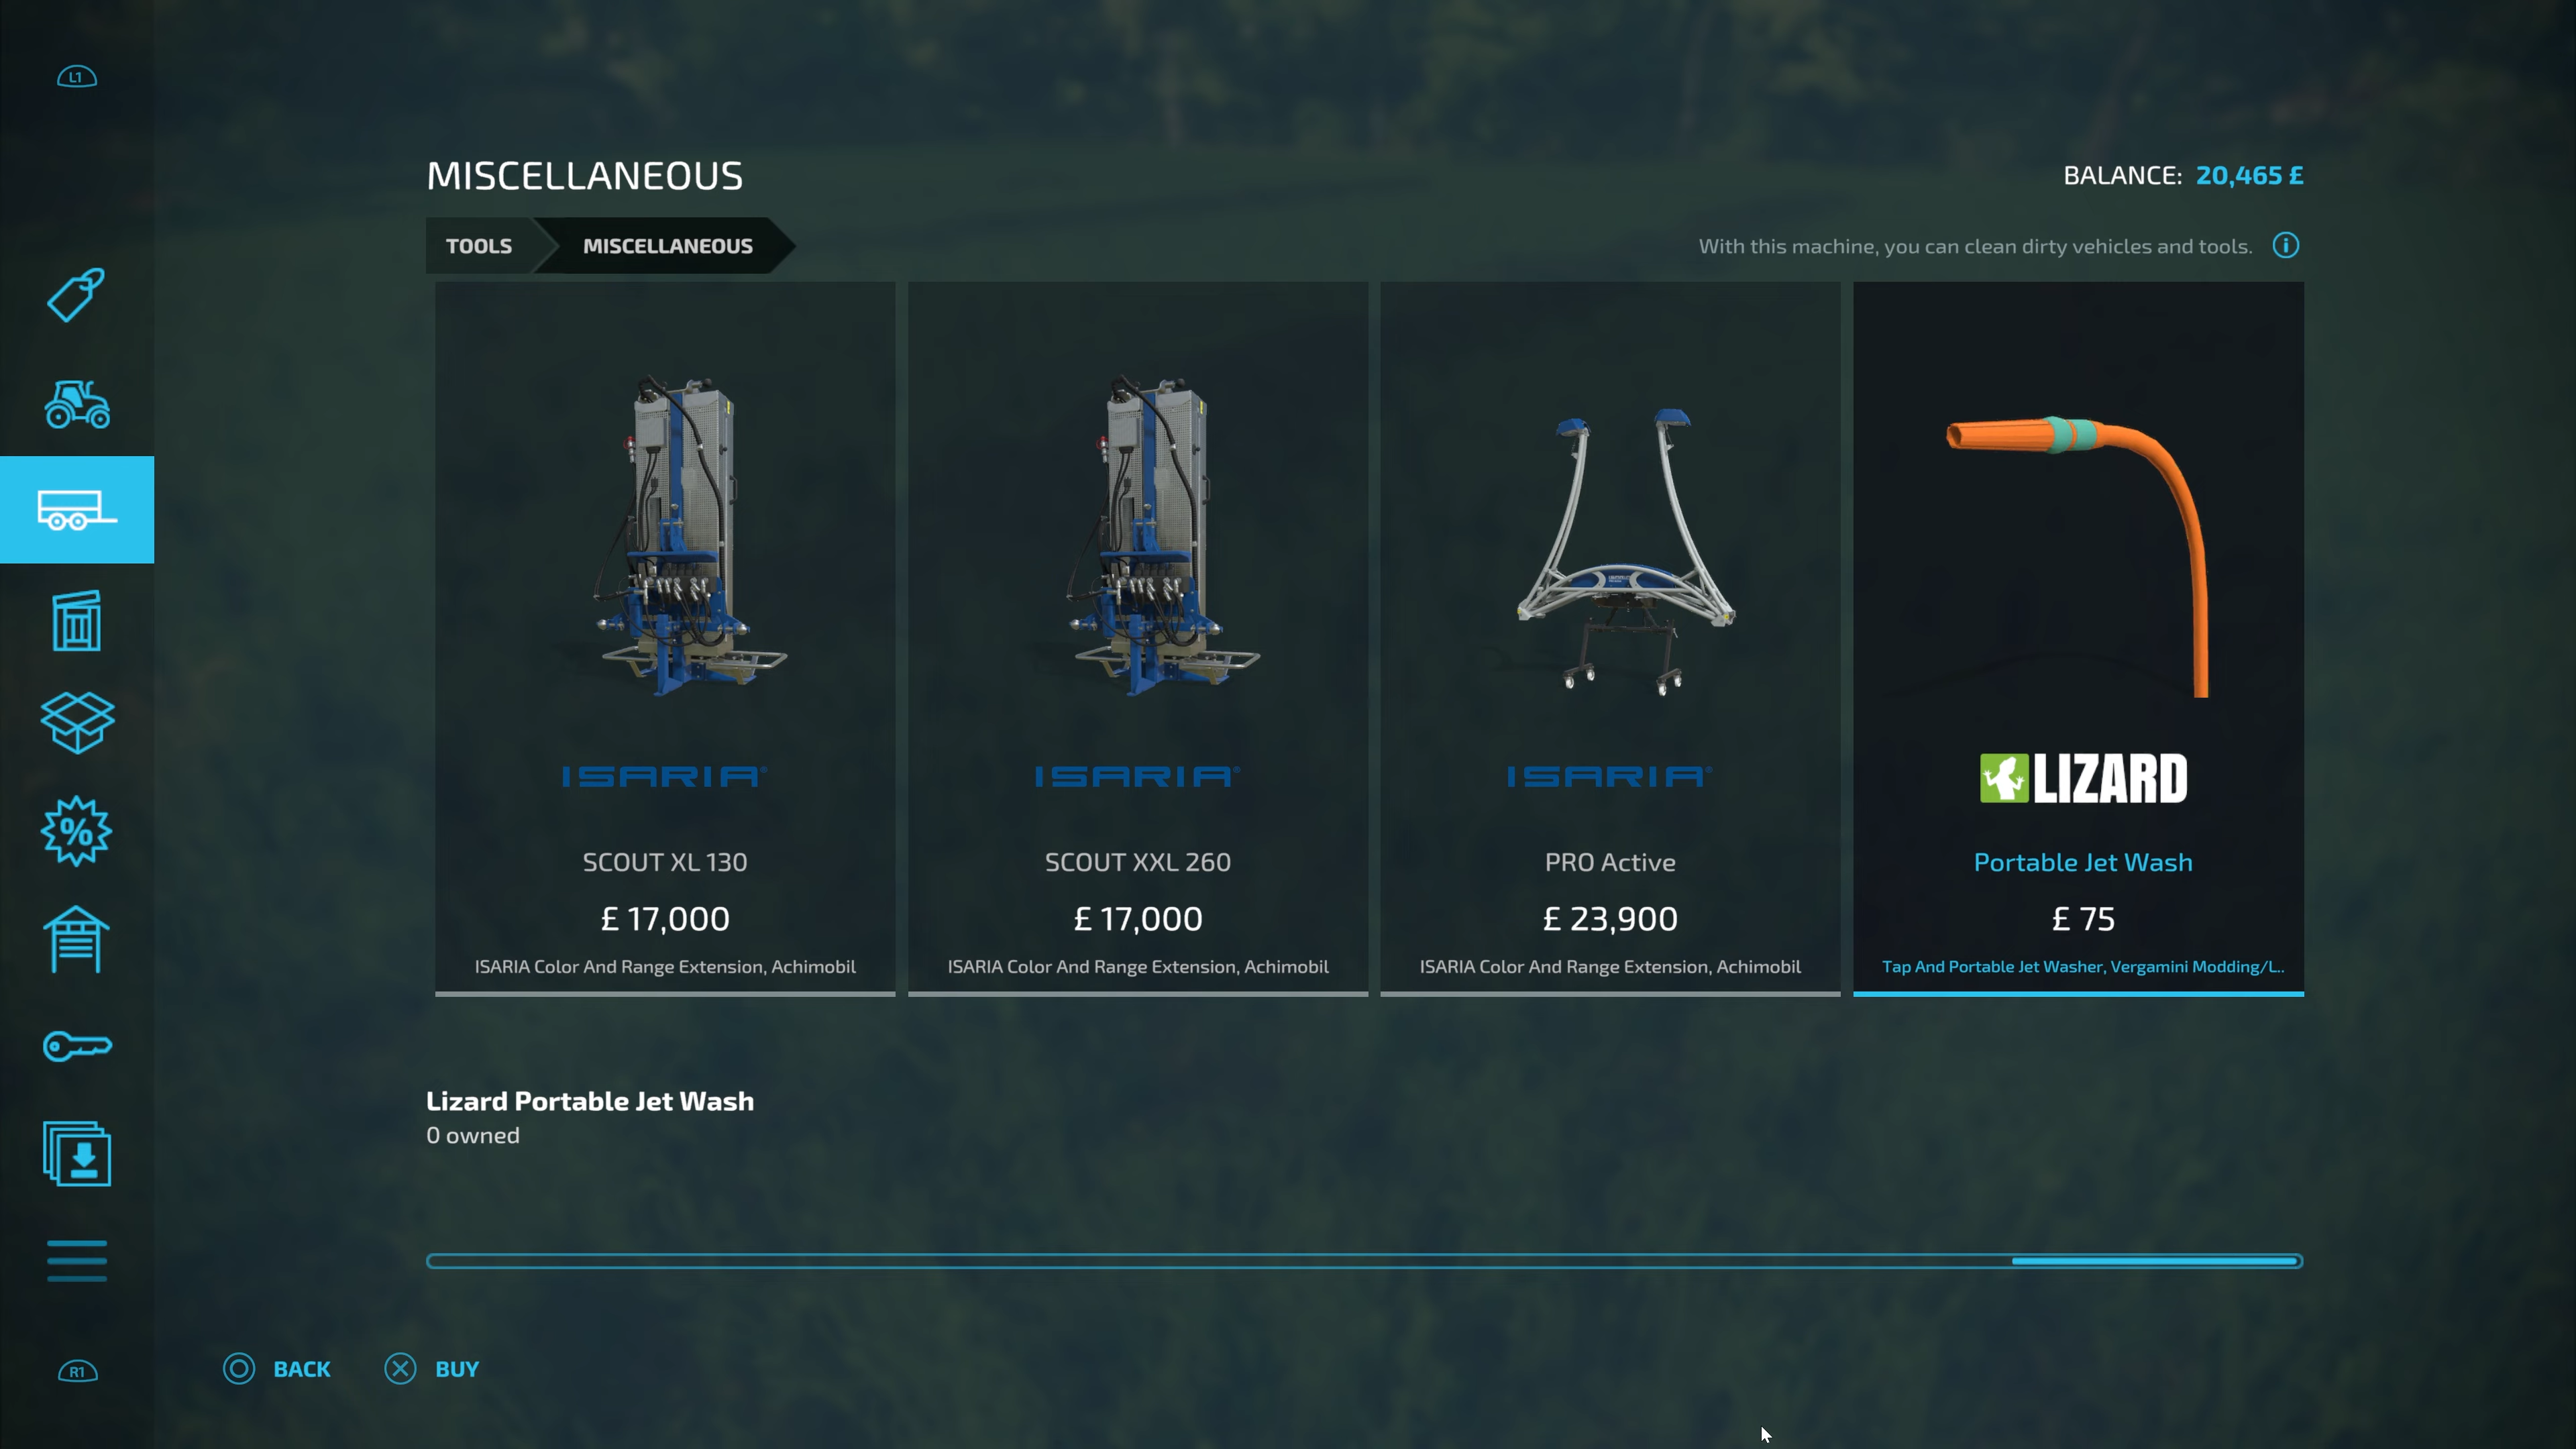 L1
MISCELLANEOUS
BALANCE: 20,465 £
TOOLS MISCELLANEOUS
With this machine, you can clean dirty vehicles and tools.
ISARIA®
SCOUT XL 130
£ 17,000
ISARIA Color And Range Extension, Achimobil
ISARIA®
SCOUT XXL 260
£ 17,000
ISARIA Color And Range Extension, Achimobil
ISARIA®
PRO Active
£ 23,900
ISARIA Color And Range Extension, Achimobil
LIZARD
Portable Jet Wash
£ 75
Tap And Portable Jet Washer, Vergamini Modding/L...
Lizard Portable Jet Wash
0 owned
R1
BACK BUY